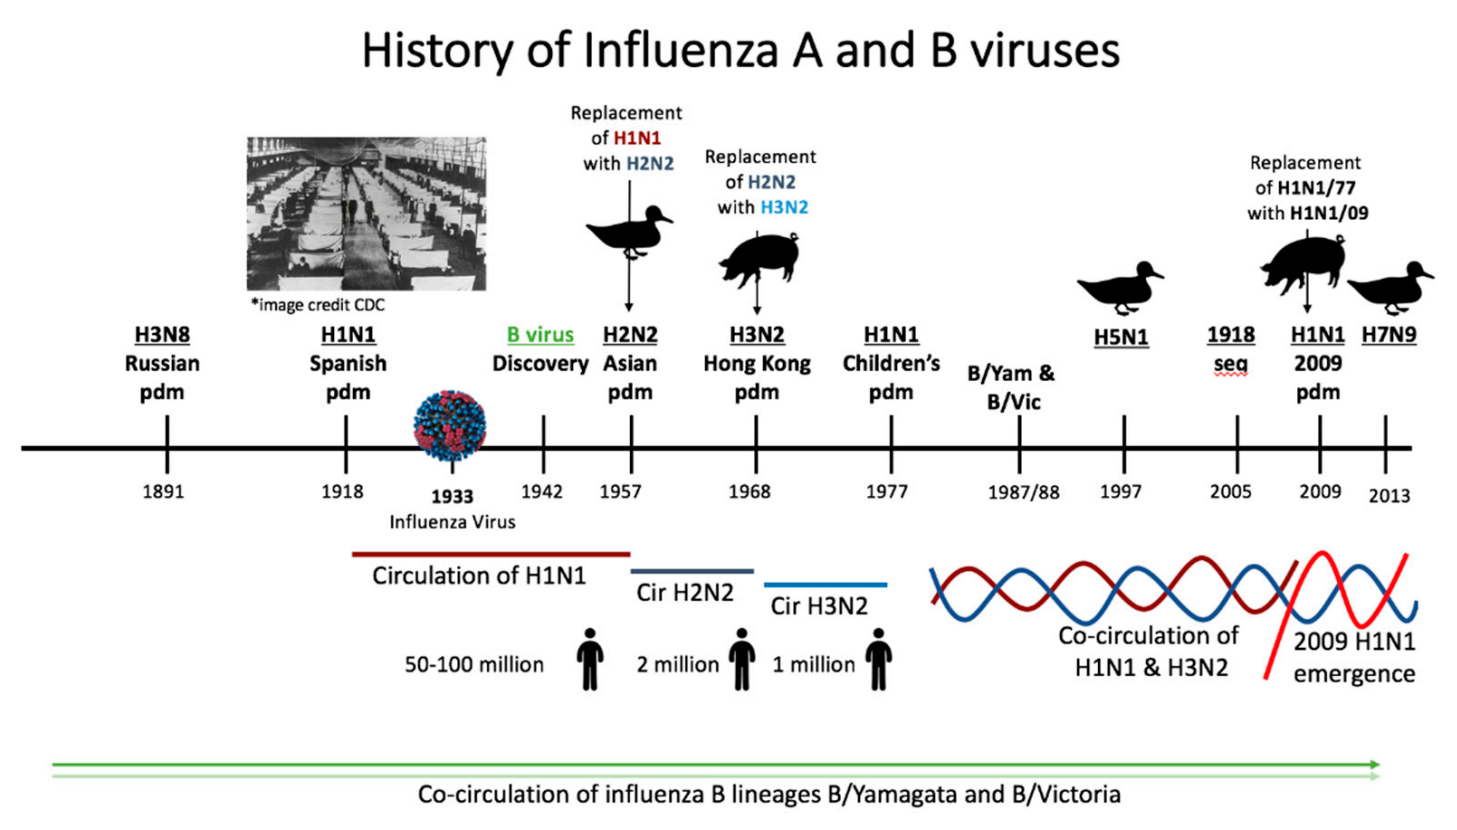 History of Influenza A and B viruses
Replacement
of H1N1
with H2N2
Replacement
of H2N2
with H3N2
Replacement
of H1N1/77
with H1N1/09
*image credit CDC
H3N8
Russian
pdm
H1N1
Spanish
pdm
B virus
Discovery
H2N2
Asian
pdm
H3N2
Hong Kong
pdm
H1N1
Children's
pdm
B/Yam &
B/Vic
H5N1
1918
seq
H1N1
2009
pdm
H7N9
1891
1918
1933
Influenza Virus
1942
1957
1968
1977
1987/88
1997
2005
2009
2013
Circulation of H1N1
Cir H2N2
Cir H3N2
50-100 million
2 million
1 million
Co-circulation of
H1N1 & H3N2
2009 H1N1
emergence
Co-circulation of influenza B lineages B/Yamagata and B/Victoria